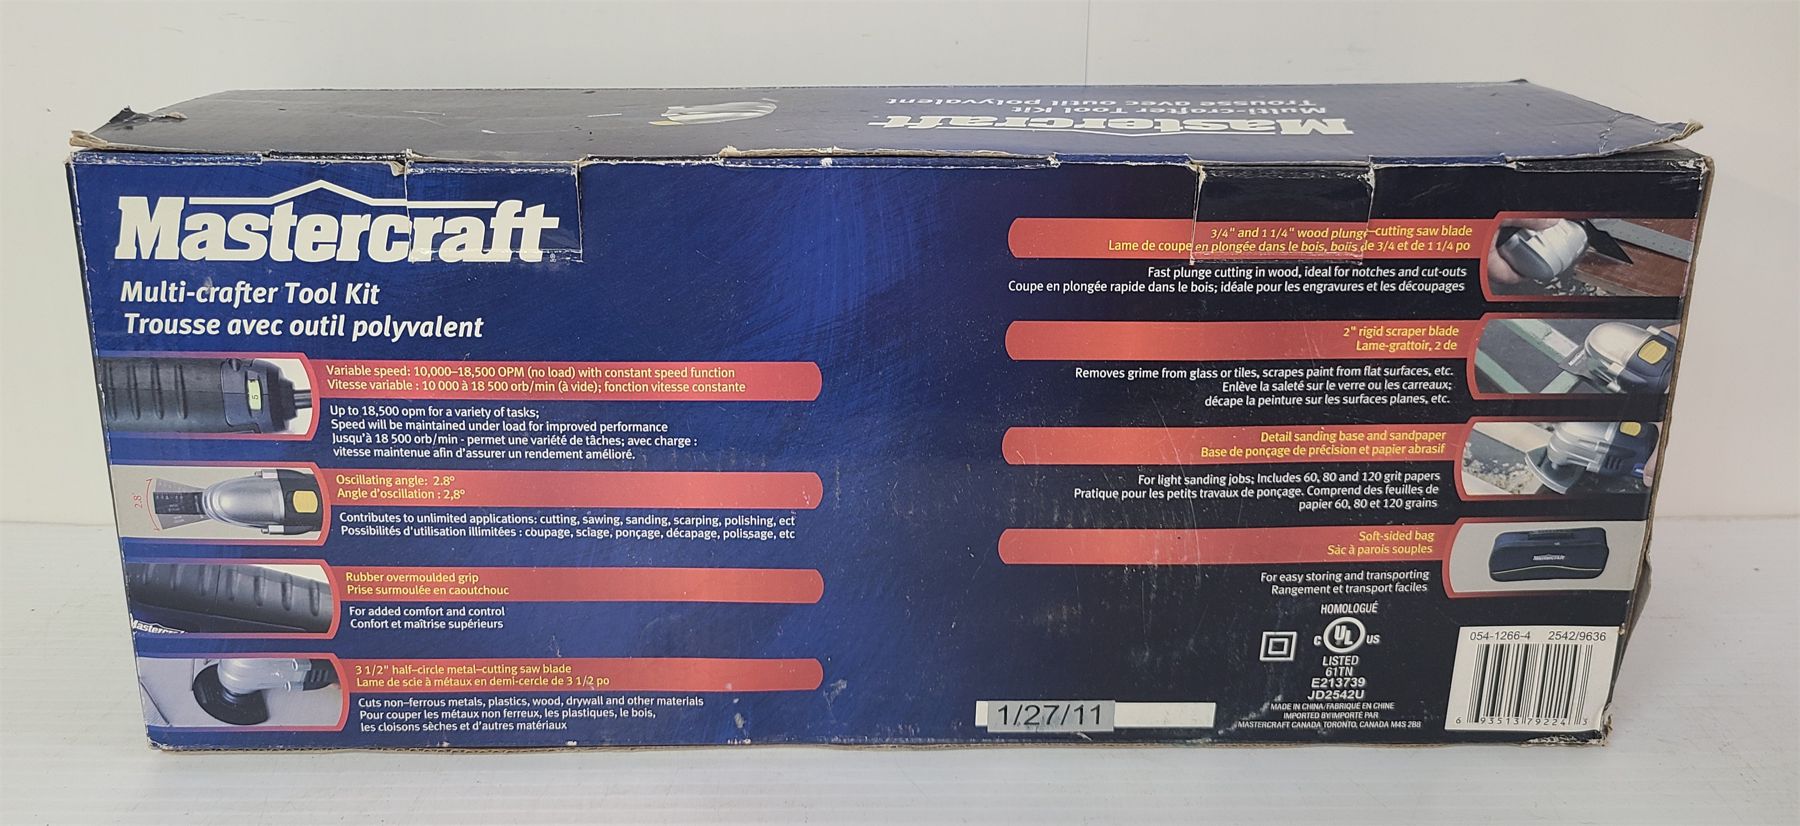 Mastercraft
Multi-crafter Tool Kit
Trousse avec outil polyvalent
Mastercraft
Multi-crafter Tool Kit
Trousse avec outil polyvalent
5
Variable speed: 10,000–18,500 OPM (no load) with constant speed function
Vitesse variable : 10 000 à 18 500 orb/min (à vide); fonction vitesse constante
Up to 18,500 opm for a variety of tasks;
Speed will be maintained under load for improved performance
Jusqu'à 18 500 orb/min - permet une variété de tâches; avec charge :
vitesse maintenue afin d'assurer un rendement amélioré.
2.8°
Oscillating angle: 2.8°
Angle d'oscillation : 2,8°
Contributes to unlimited applications: cutting, sawing, sanding, scarping, polishing, ect
Possibilités d'utilisation illimitées : coupage, sciage, ponçage, décapage, polissage, etc
Rubber overmoulded grip
Prise surmoulée en caoutchouc
For added comfort and control
Confort et maîtrise supérieurs
Mastercraft
3 1/2" half–circle metal–cutting saw blade
Lame de scie à métaux en demi-cercle de 3 1/2 po
Cuts non–ferrous metals, plastics, wood, drywall and other materials
Pour couper les métaux non ferreux, les plastiques, le bois,
les cloisons sèches et d'autres matériaux
3/4" and 1 1/4" wood plunge–cutting saw blade
Lame de coupe en plongée dans le bois, boiis de 3/4 et de 1 1/4 po
Fast plunge cutting in wood, ideal for notches and cut-outs
Coupe en plongée rapide dans le bois; idéale pour les engravures et les découpages
2" rigid scraper blade
Lame-grattoir, 2 de
Removes grime from glass or tiles, scrapes paint from flat surfaces, etc.
Enlève la saleté sur le verre ou les carreaux;
décape la peinture sur les surfaces planes, etc.
Detail sanding base and sandpaper
Base de ponçage de précision et papier abrasif
For light sanding jobs; Includes 60, 80 and 120 grit papers
Pratique pour les petits travaux de ponçage. Comprend des feuilles de
papier 60, 80 et 120 grains
Soft-sided bag
Sac à parois souples
Mastercraft
For easy storing and transporting
Rangement et transport faciles
HOMOLOGUÉ
C UL US
LISTED
61TN
E213739
JD2542U
MADE IN CHINA/FABRIQUÉ EN CHINE
IMPORTED BY/IMPORTÉ PAR
MASTERCRAFT CANADA TORONTO, CANADA M4S 2B8
1/27/11
054-1266-4 2542/9636
6 93513 79224 3